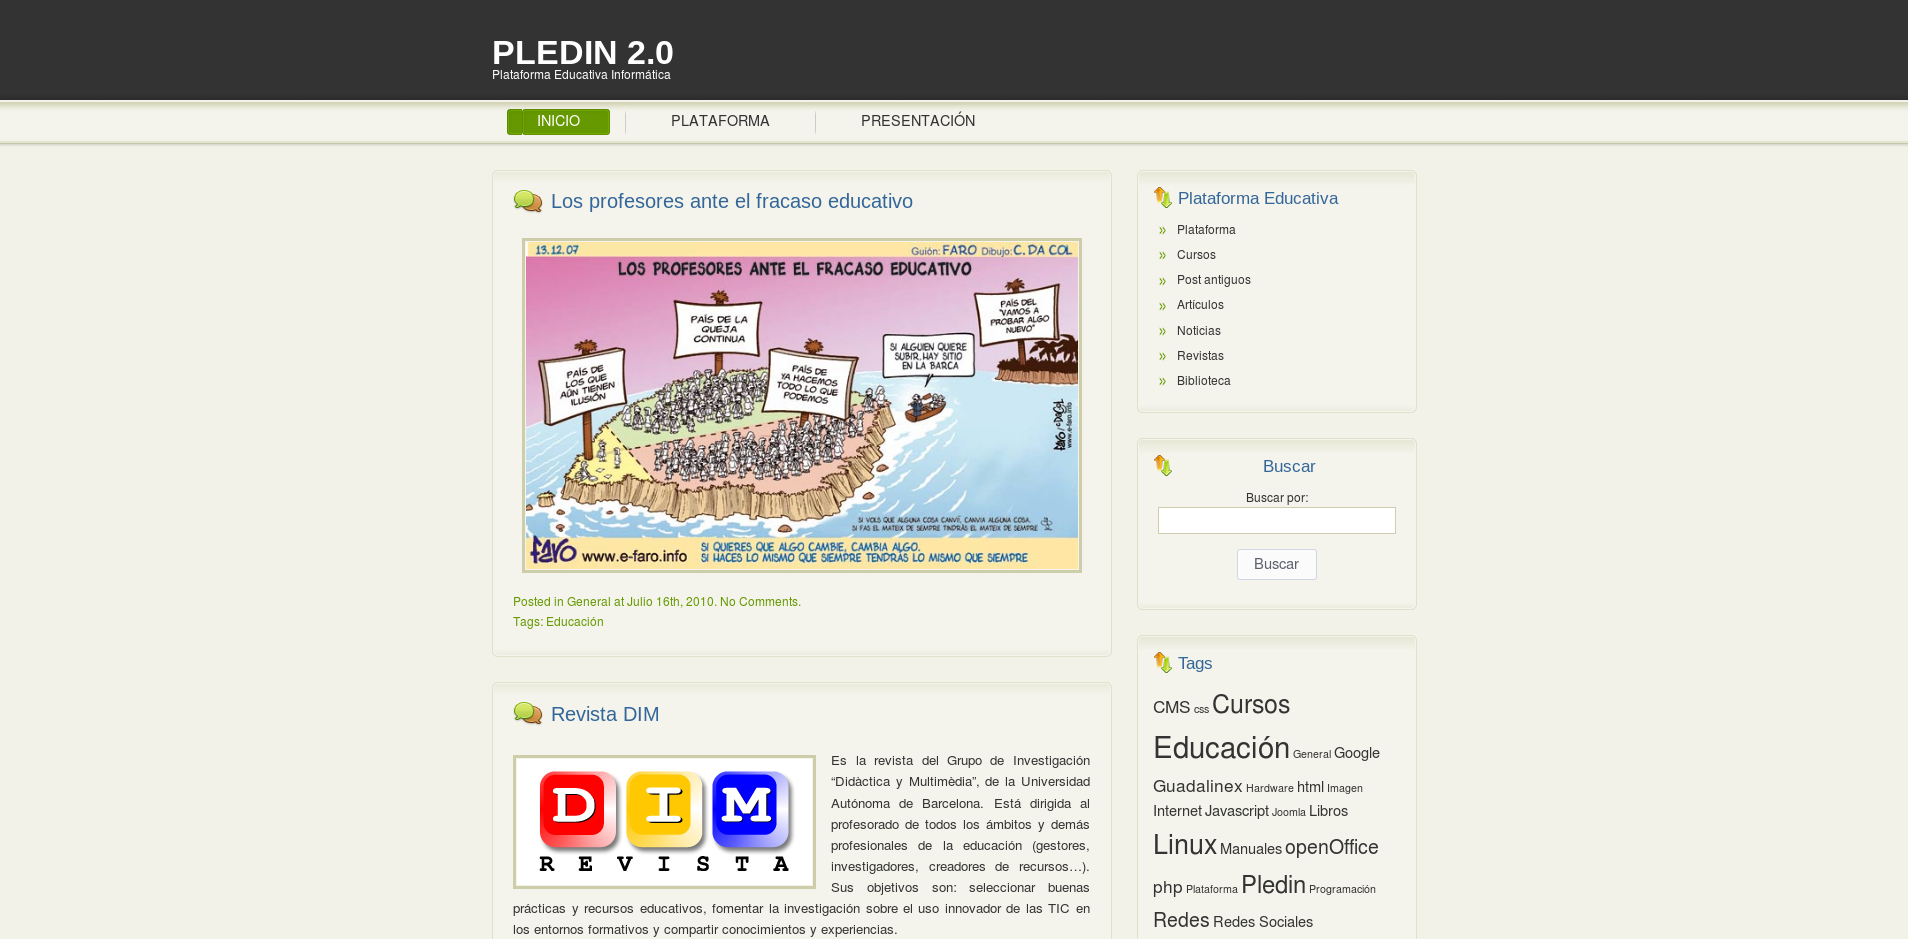 PLEDIN 2.0
Plataforma Educativa Informática
INICIO
PLATAFORMA
PRESENTACIÓN
Los profesores ante el fracaso educativo
13.12.07
Guión: FARO Dibujo: C. DA COL
LOS PROFESORES ANTE EL FRACASO EDUCATIVO
PAÍS DE
LOS QUE
AÚN TIENEN
ILUSIÓN
PAÍS DE LA
QUEJA
CONTINUA
PAÍS DE
YA HACEMOS
TODO LO QUE
PODEMOS
SI ALGUIEN QUIERE
SUBIR, HAY SITIO
EN LA BARCA
PAÍS DEL
"VAMOS A
PROBAR ALGO
NUEVO"
FARO / C. DACOL
www.e-faro.info
SI VOLS QUE ALGUNA COSA CANVIÏ, CANVIA ALGUNA COSA.
SI FAS EL MATEIX DE SEMPRE TINDRÀS EL MATEIX DE SEMPRE
FARO www.e-faro.info
SI QUIERES QUE ALGO CAMBIE, CAMBIA ALGO.
SI HACES LO MISMO QUE SIEMPRE TENDRÁS LO MISMO QUE SIEMPRE
Posted in General at Julio 16th, 2010. No Comments.
Tags: Educación
Revista DIM
DIM
REVISTA
Es la revista del Grupo de Investigación
“Didàctica y Multimèdia”, de la Universidad
Autónoma de Barcelona. Está dirigida al
profesorado de todos los ámbitos y demás
profesionales de la educación (gestores,
investigadores, creadores de recursos…).
Sus objetivos son: seleccionar buenas
prácticas y recursos educativos, fomentar la investigación sobre el uso innovador de las TIC en
los entornos formativos y compartir conocimientos y experiencias.
Plataforma Educativa
» Plataforma
» Cursos
» Post antiguos
» Artículos
» Noticias
» Revistas
» Biblioteca
Buscar
Buscar por:
Buscar
Tags
CMS css Cursos
Educación General Google
Guadalinex Hardware html Imagen
Internet Javascript Joomla Libros
Linux Manuales openOffice
php Plataforma Pledin Programación
Redes Redes Sociales